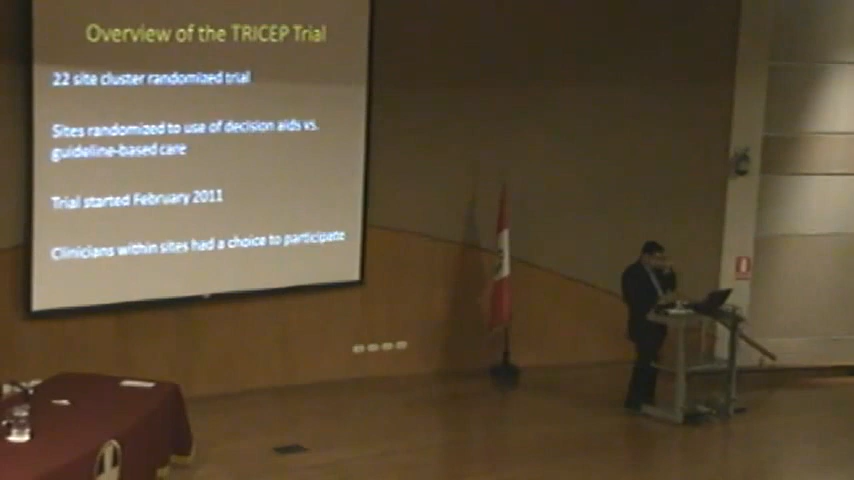 Overview of the TRICEP Trial
22 site cluster randomized trial
Sites randomized to use of decision aids vs.
guideline-based care
Trial started February 2011
Clinicians within sites had a choice to participate